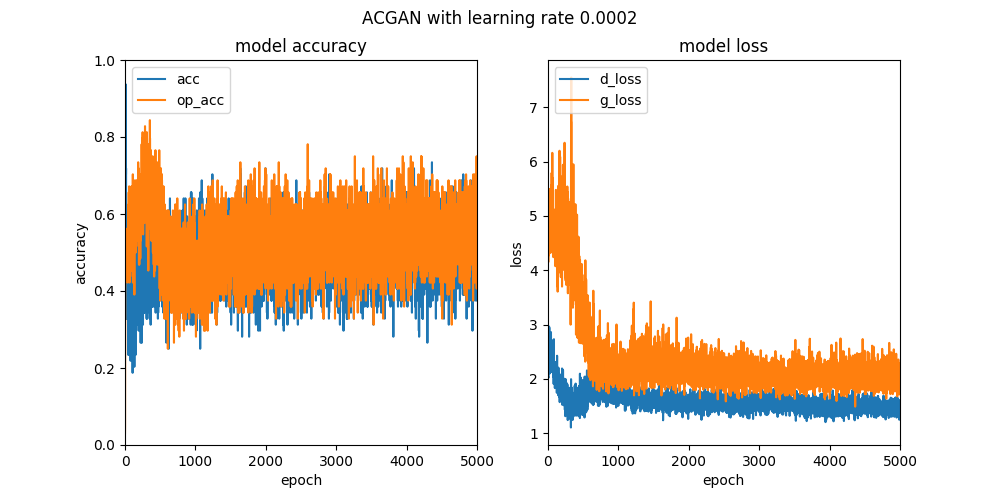 ACGAN with learning rate 0.0002
model accuracy
acc
op_acc
accuracy
1.0
0.8
0.6
0.4
0.2
0.0
0 1000 2000 3000 4000 5000
epoch
model loss
d_loss
g_loss
loss
7
6
5
4
3
2
1
0 1000 2000 3000 4000 5000
epoch